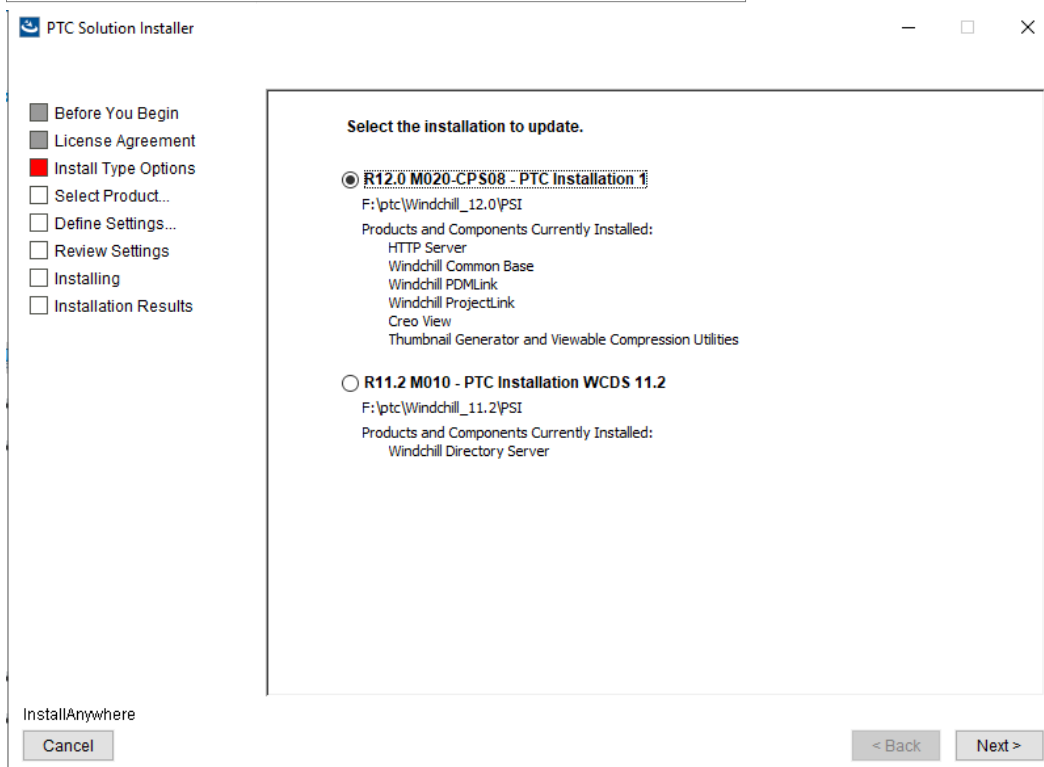 PTC Solution Installer
Before You Begin
License Agreement
Install Type Options
Select Product...
Define Settings...
Review Settings
Installing
Installation Results
Select the installation to update.
R12.0 M020-CPS08 - PTC Installation 1
F:\ptc\Windchill_12.0\PSI
Products and Components Currently Installed:
HTTP Server
Windchill Common Base
Windchill PDMLink
Windchill ProjectLink
Creo View
Thumbnail Generator and Viewable Compression Utilities
R11.2 M010 - PTC Installation WCDS 11.2
F:\ptc\Windchill_11.2\PSI
Products and Components Currently Installed:
Windchill Directory Server
InstallAnywhere
Cancel
< Back
Next >